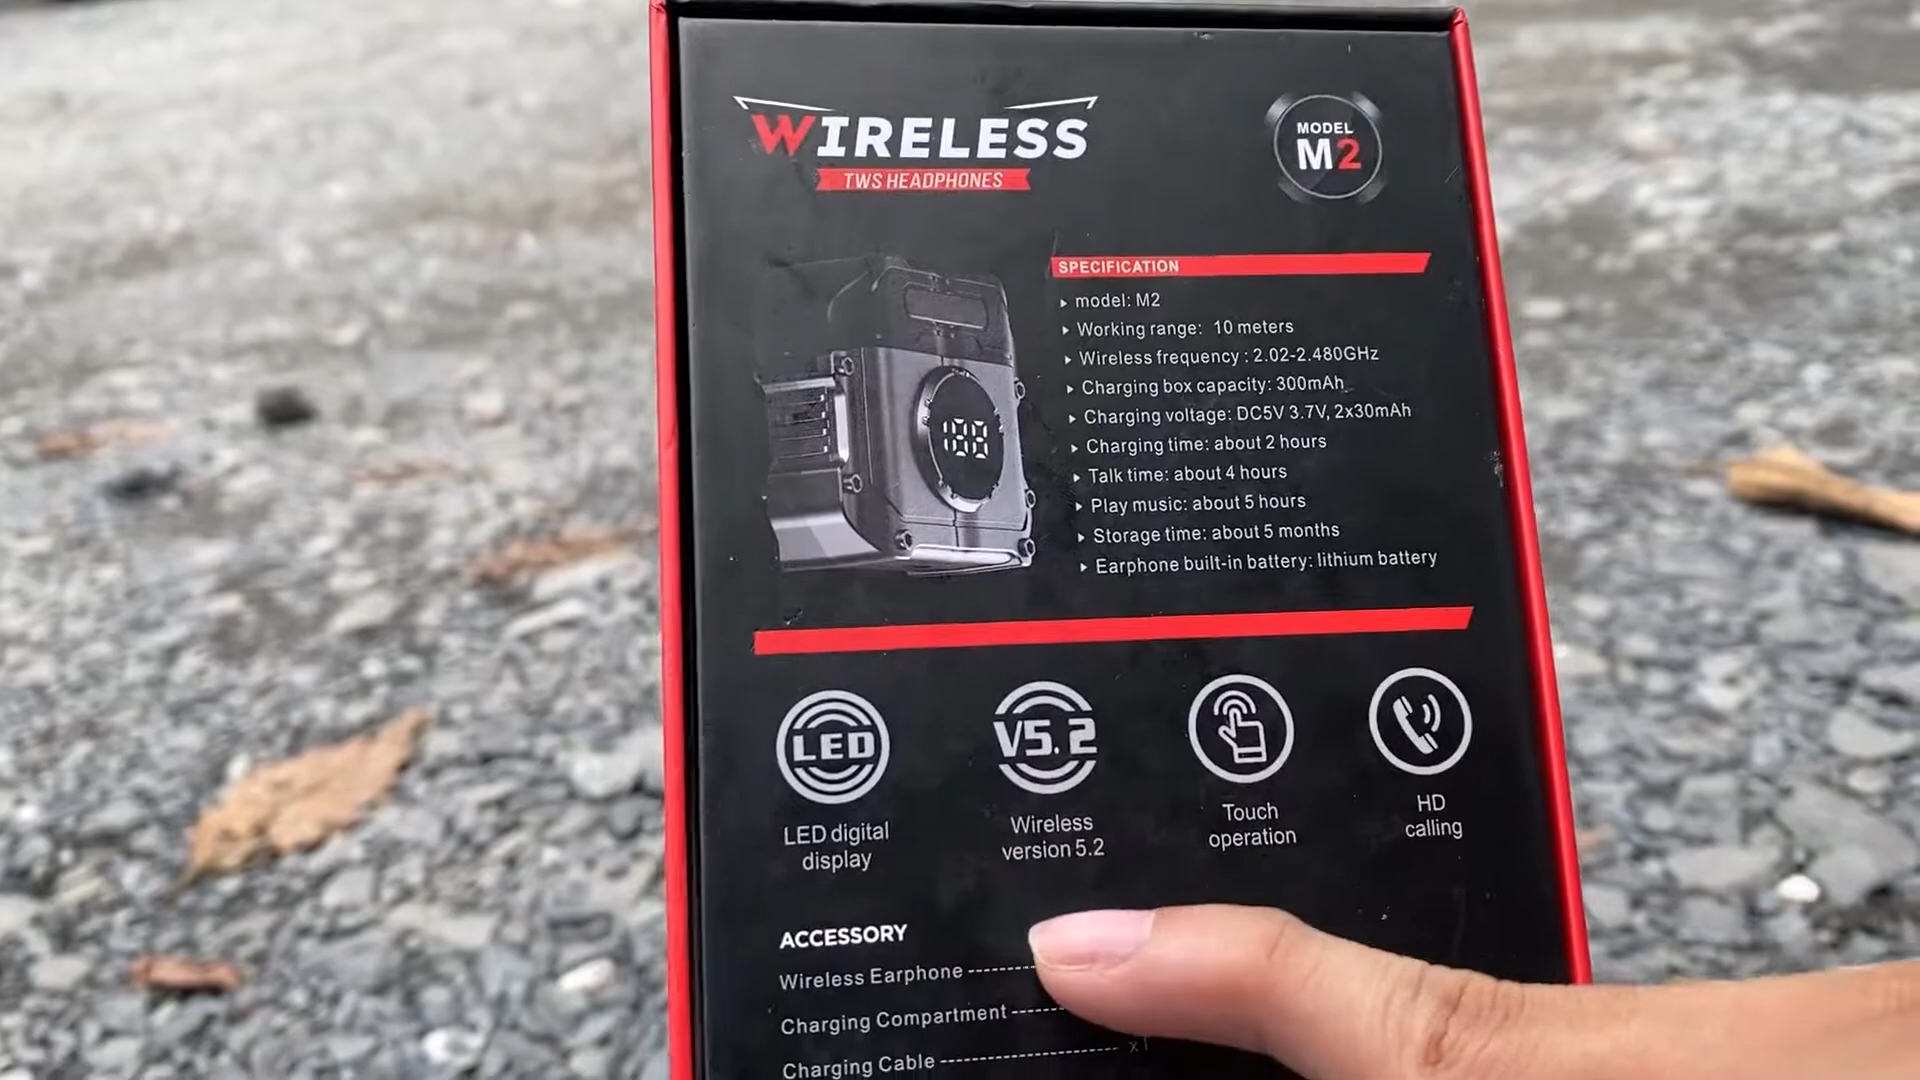 WIRELESS
TWS HEADPHONES
MODEL
M2
SPECIFICATION
model: M2
Working range: 10 meters
Wireless frequency : 2.02-2.480GHz
Charging box capacity: 300mAh
Charging voltage: DC5V 3.7V, 2x30mAh
Charging time: about 2 hours
Talk time: about 4 hours
Play music: about 5 hours
Storage time: about 5 months
Earphone built-in battery: lithium battery
188
LED
V5.2
LED digital
display
Wireless
version 5.2
Touch
operation
HD
calling
ACCESSORY
Wireless Earphone
Charging Compartment
Charging Cable ------------------- x1